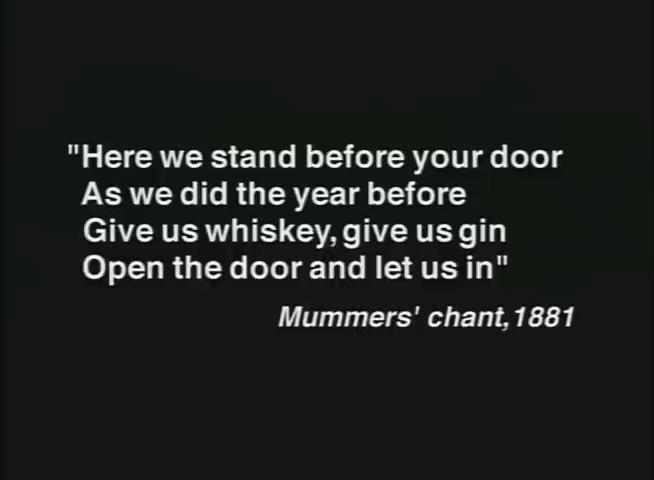 "Here we stand before your door
As we did the year before
Give us whiskey, give us gin
Open the door and let us in"
Mummers' chant, 1881